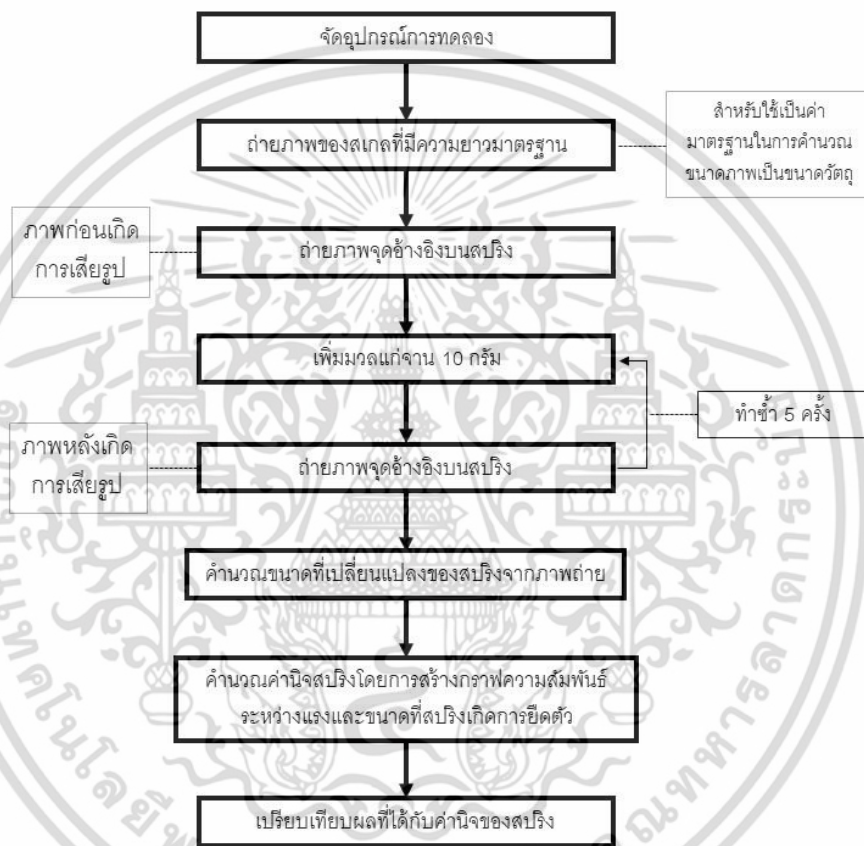 จัดอุปกรณ์การทดลอง
ถ่ายภาพของสเกลที่มีความยาวมาตรฐาน
สำหรับใช้เป็นค่า
มาตรฐานในการคำนวณ
ขนาดภาพเป็นขนาดวัตถุ
ภาพก่อนเกิด
การเสียรูป
ถ่ายภาพจุดอ้างอิงบนสปริง
เพิ่มมวลแก่จาน 10 กรัม
ทำซ้ำ 5 ครั้ง
ภาพหลังเกิด
การเสียรูป
ถ่ายภาพจุดอ้างอิงบนสปริง
คำนวณขนาดที่เปลี่ยนแปลงของสปริงจากภาพถ่าย
คำนวณค่านิจสปริงโดยการสร้างกราฟความสัมพันธ์
ระหว่างแรงและขนาดที่สปริงเกิดการยืดตัว
เปรียบเทียบผลที่ได้กับค่านิจของสปริง